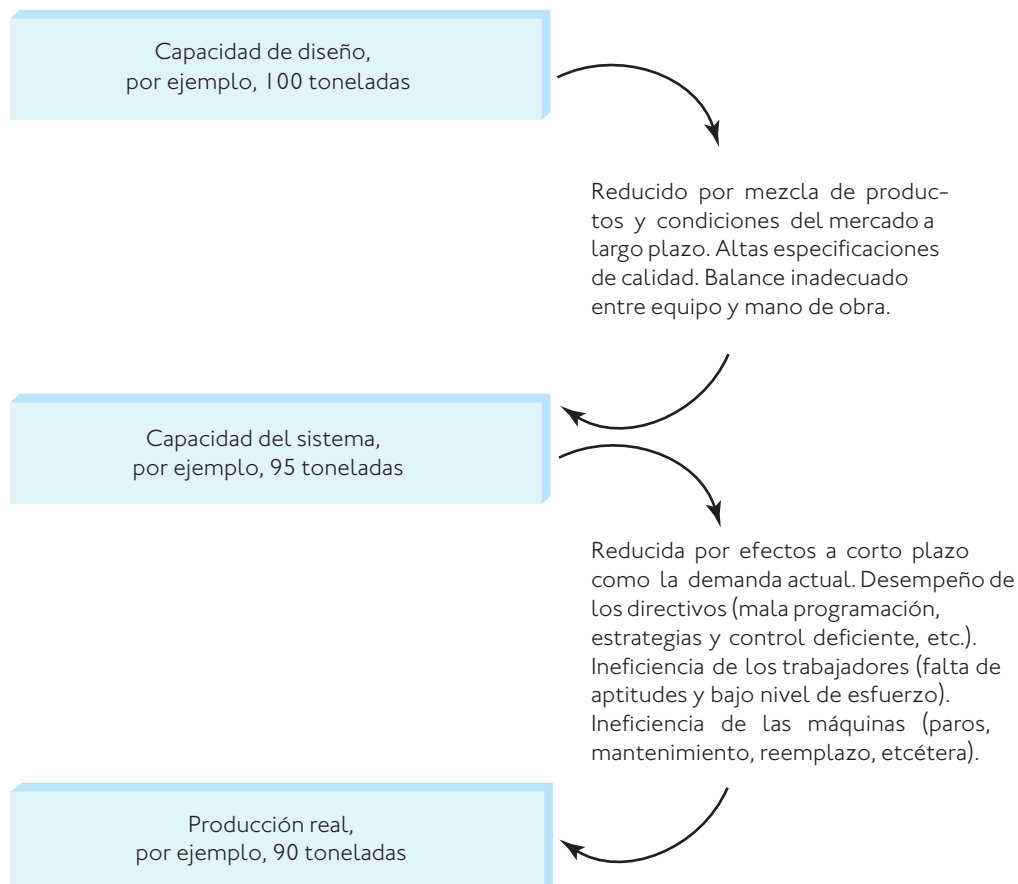 Capacidad de diseño,
por ejemplo, 100 toneladas
Reducido por mezcla de produc-
tos y condiciones del mercado a
largo plazo. Altas especificaciones
de calidad. Balance inadecuado
entre equipo y mano de obra.
Capacidad del sistema,
por ejemplo, 95 toneladas
Reducida por efectos a corto plazo
como la demanda actual. Desempeño de
los directivos (mala programación,
estrategias y control deficiente, etc.).
Ineficiencia de los trabajadores (falta de
aptitudes y bajo nivel de esfuerzo).
Ineficiencia de las máquinas (paros,
mantenimiento, reemplazo, etcétera).
Producción real,
por ejemplo, 90 toneladas